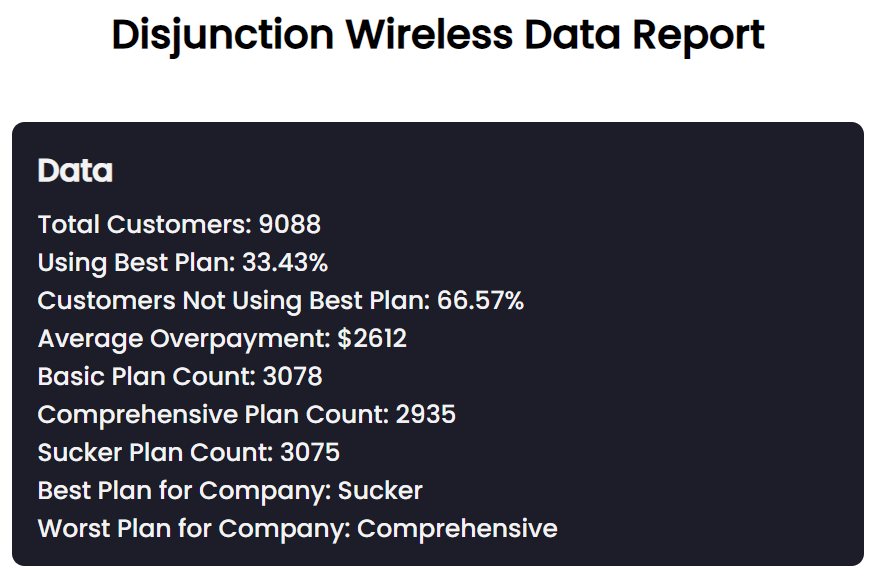 Disjunction Wireless Data Report
Data
Total Customers: 9088
Using Best Plan: 33.43%
Customers Not Using Best Plan: 66.57%
Average Overpayment: $2612
Basic Plan Count: 3078
Comprehensive Plan Count: 2935
Sucker Plan Count: 3075
Best Plan for Company: Sucker
Worst Plan for Company: Comprehensive